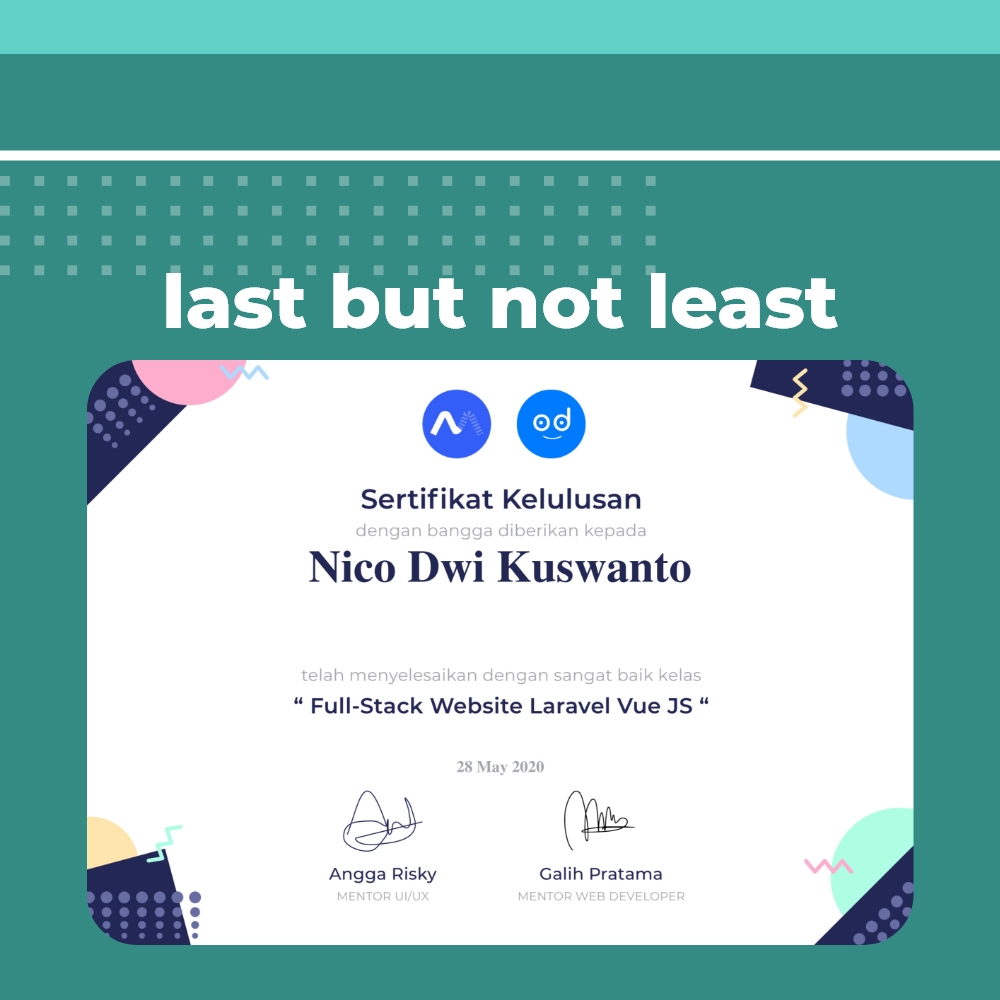 last but not least
od
Sertifikat Kelulusan
dengan bangga diberikan kepada
Nico Dwi Kuswanto
telah menyelesaikan dengan sangat baik kelas
“ Full-Stack Website Laravel Vue JS “
28 May 2020
Angga Risky
MENTOR UI/UX
Galih Pratama
MENTOR WEB DEVELOPER